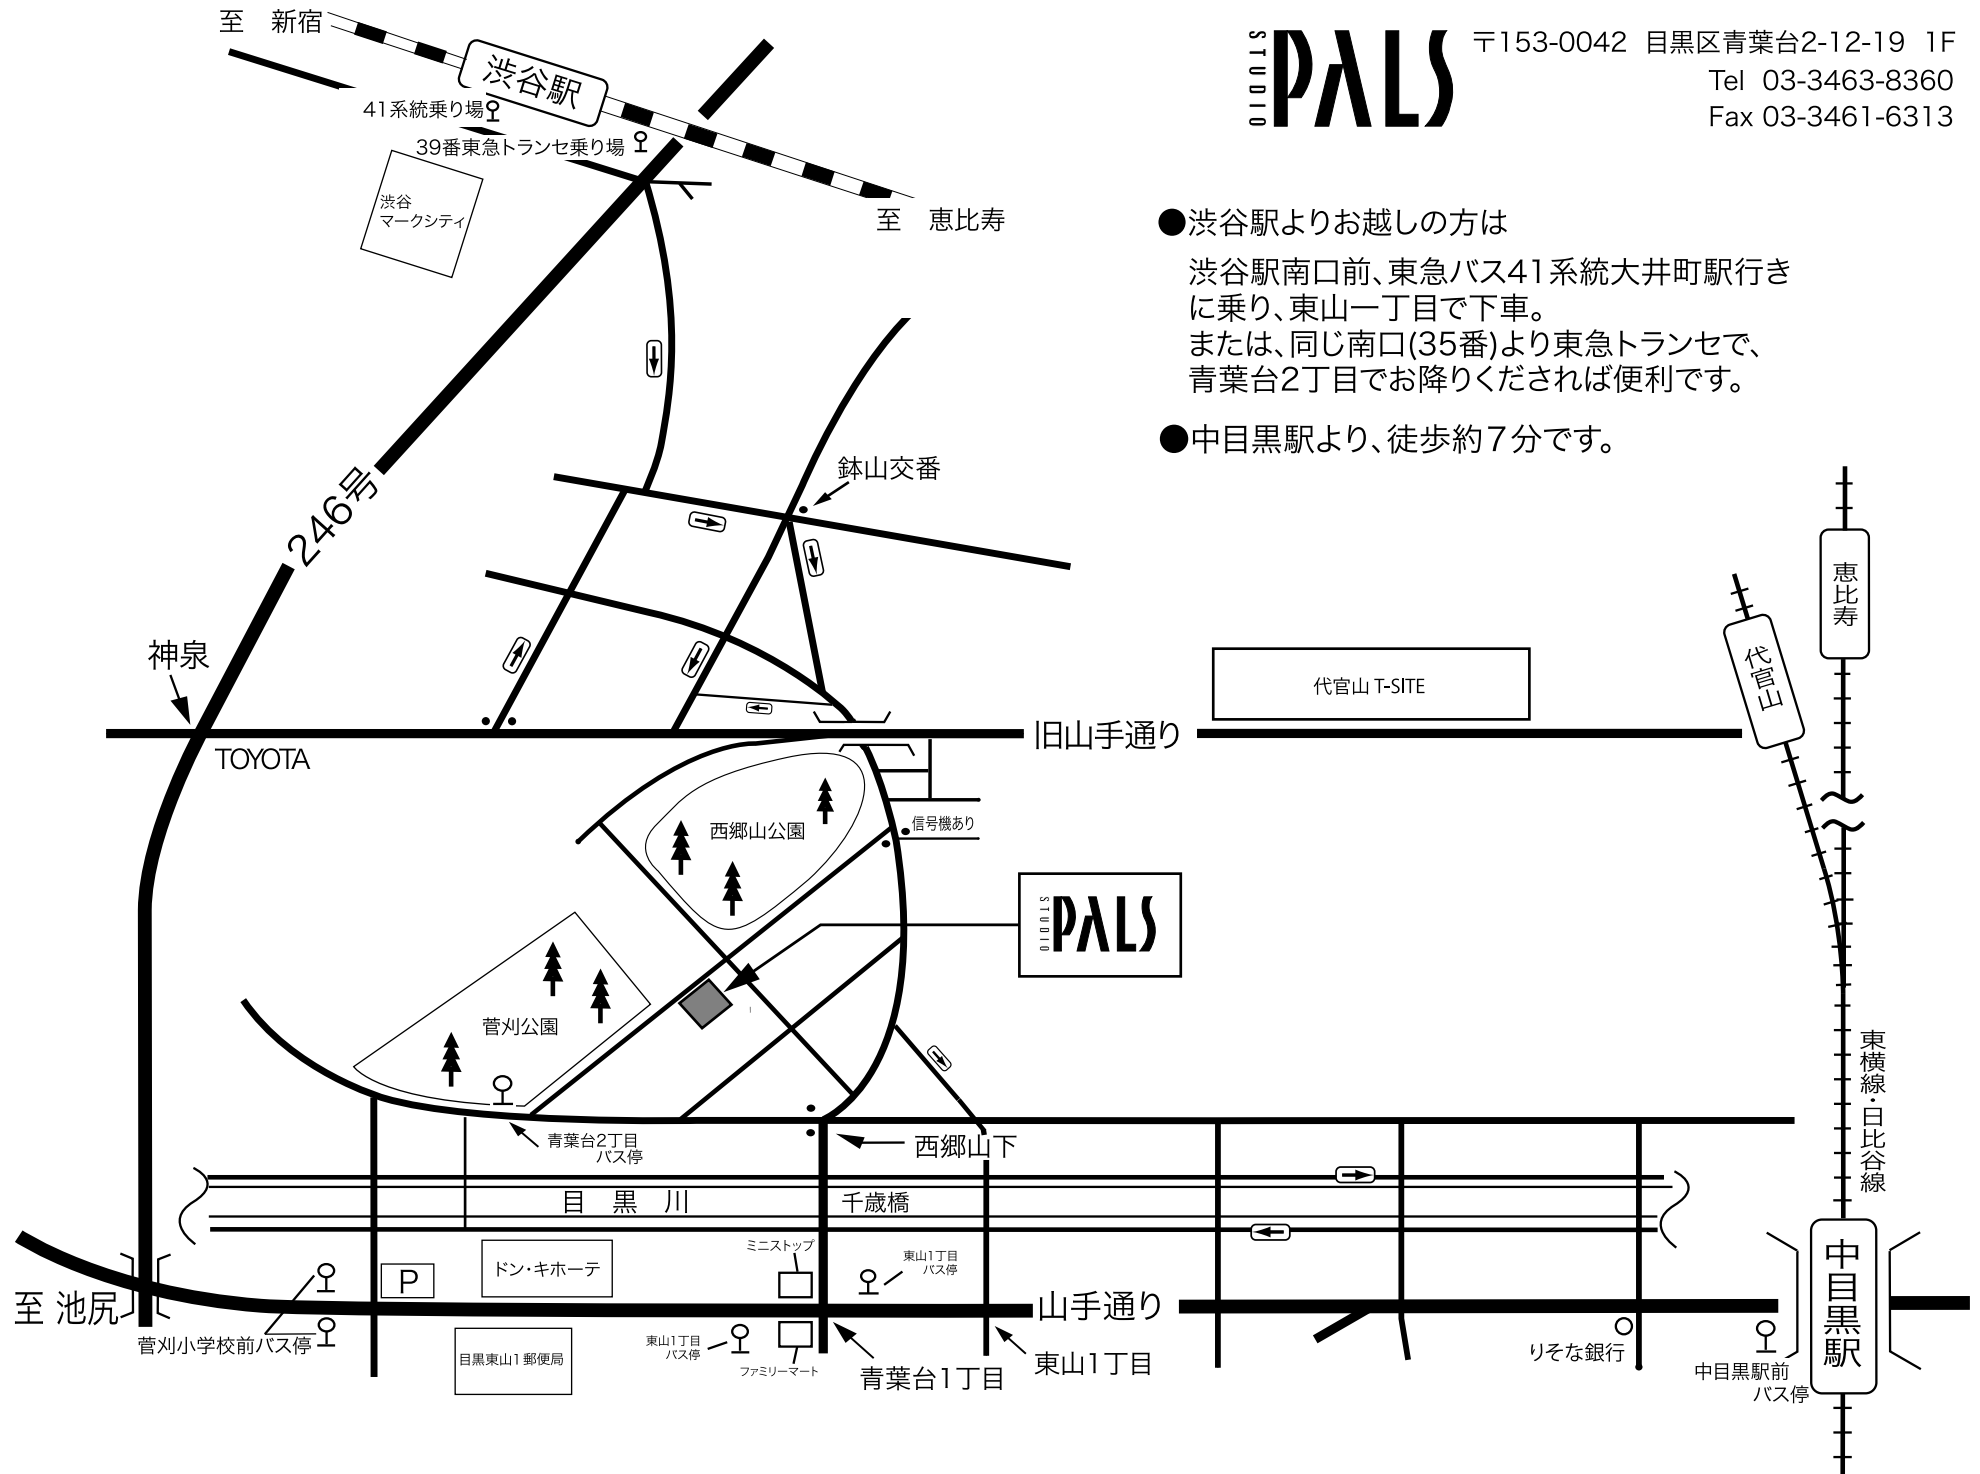 至 新宿
渋谷駅
41系統乗り場
39番東急トランセ乗り場
渋谷
マークシティ
至 恵比寿
STUDIO PALS
〒153-0042 目黒区青葉台2-12-19 1F
Tel 03-3463-8360
Fax 03-3461-6313
●渋谷駅よりお越しの方は
渋谷駅南口前、東急バス41系統大井町駅行き
に乗り、東山一丁目で下車。
または、同じ南口(35番)より東急トランセで、
青葉台2丁目でお降りくだされば便利です。
●中目黒駅より、徒歩約7分です。
246号
鉢山交番
神泉
TOYOTA
旧山手通り
代官山 T-SITE
代官山
恵比寿
西郷山公園
信号機あり
STUDIO PALS
菅刈公園
青葉台2丁目
バス停
西郷山下
東横線・日比谷線
目黒川
千歳橋
至 池尻
菅刈小学校前バス停
P
ドン・キホーテ
目黒東山1郵便局
ミニストップ
東山1丁目
バス停
東山1丁目
バス停
ファミリーマート
山手通り
青葉台1丁目
東山1丁目
りそな銀行
中目黒駅
中目黒駅前
バス停